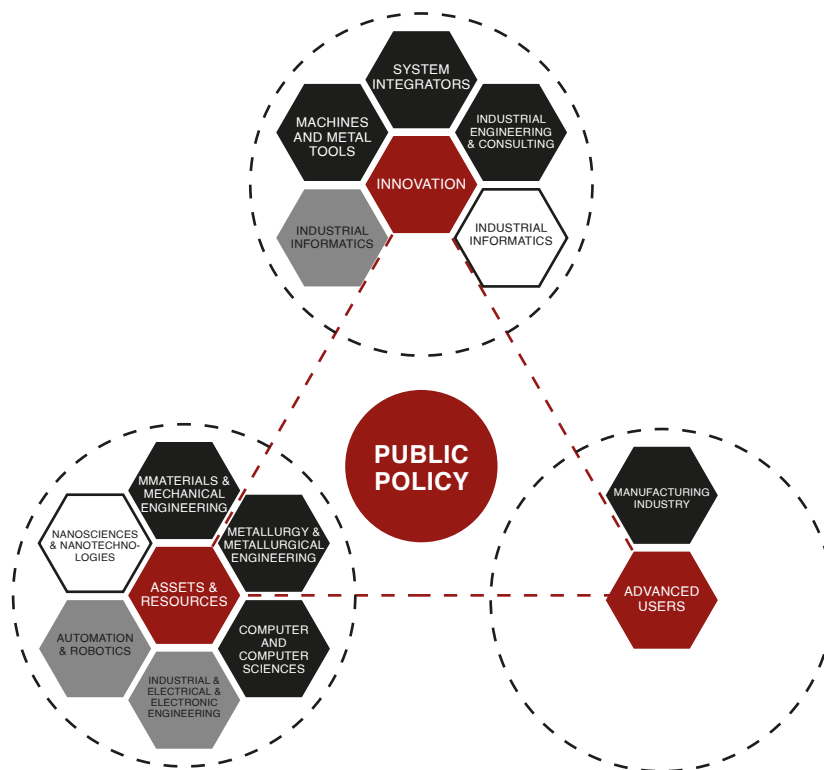 SYSTEM
INTEGRATORS
MACHINES
AND METAL
TOOLS
INDUSTRIAL
ENGINEERING
& CONSULTING
INNOVATION
INDUSTRIAL
INFORMATICS
INDUSTRIAL
INFORMATICS
PUBLIC
POLICY
MMATERIALS &
MECHANICAL
ENGINEERING
NANOSCIENCES
& NANOTECHNO-
LOGIES
METALLURGY &
METALLURGICAL
ENGINEERING
ASSETS &
RESOURCES
AUTOMATION
& ROBOTICS
COMPUTER
AND
COMPUTER
SCIENCES
INDUSTRIAL &
ELECTRICAL &
ELECTRONIC
ENGINEERING
MANUFACTURING
INDUSTRY
ADVANCED
USERS